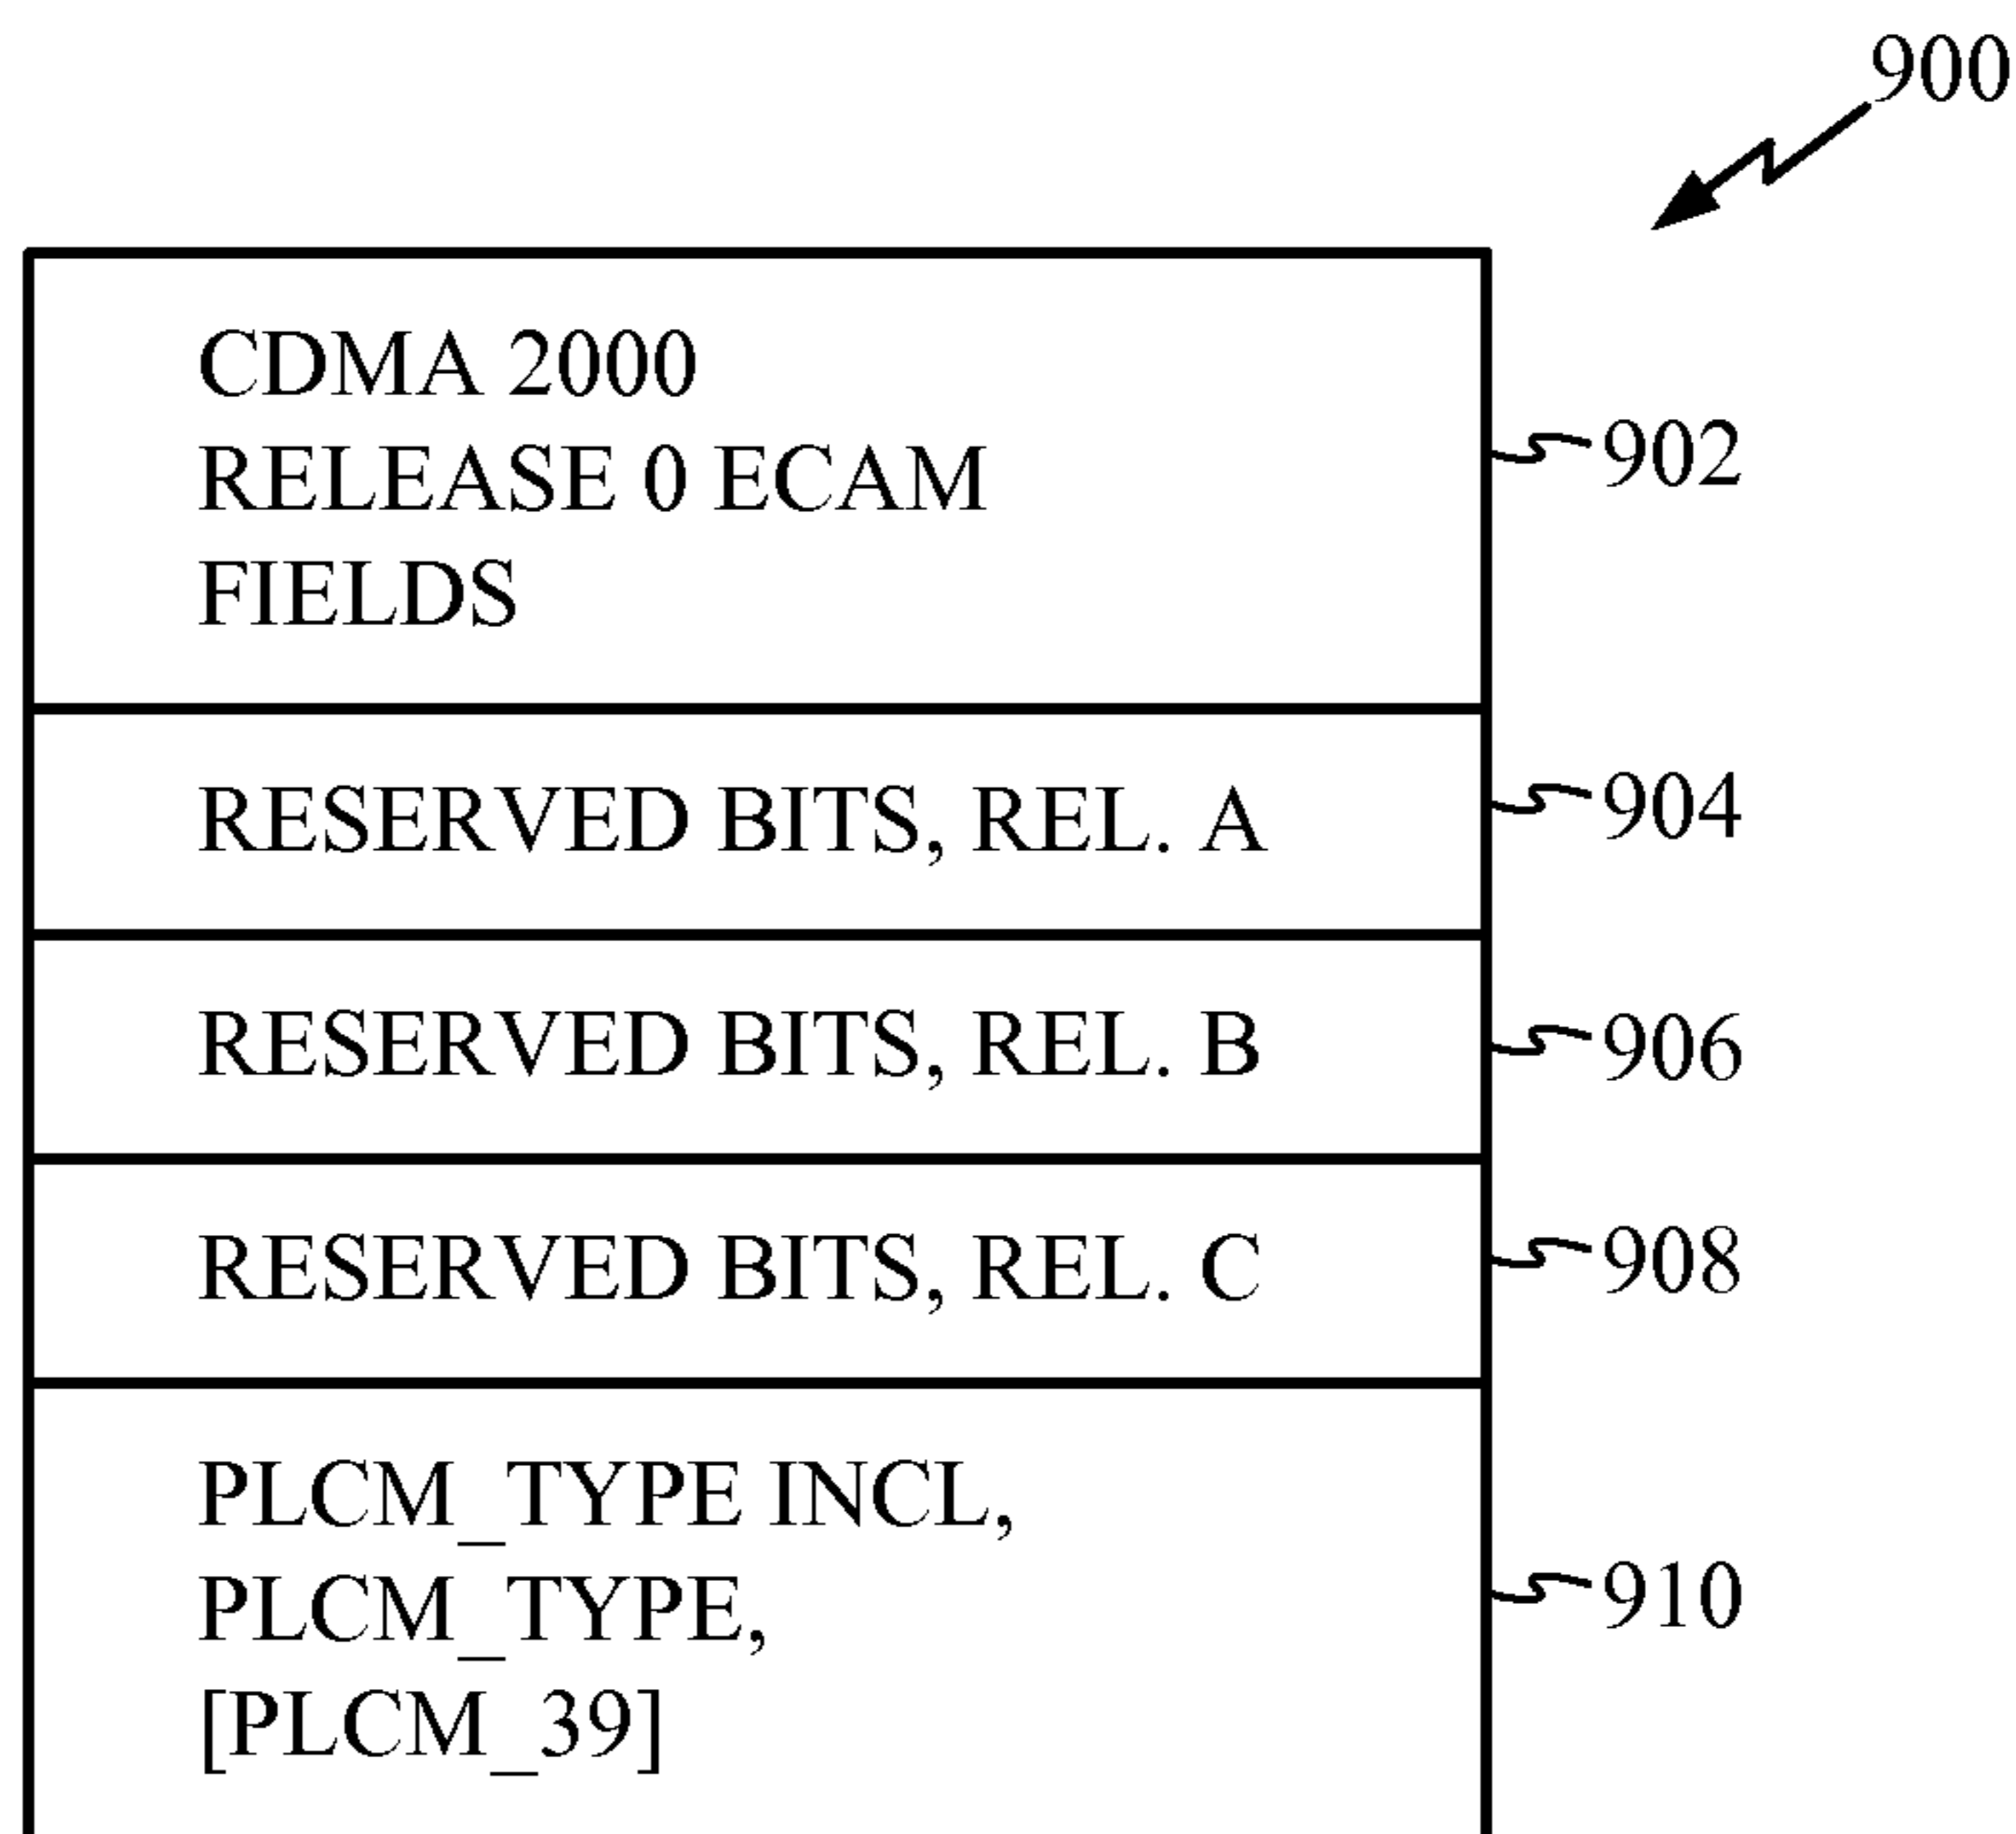 900
CDMA 2000
RELEASE 0 ECAM
FIELDS
902
RESERVED BITS, REL. A
904
RESERVED BITS, REL. B
906
RESERVED BITS, REL. C
908
PLCM_TYPE INCL,
PLCM_TYPE,
[PLCM_39]
910